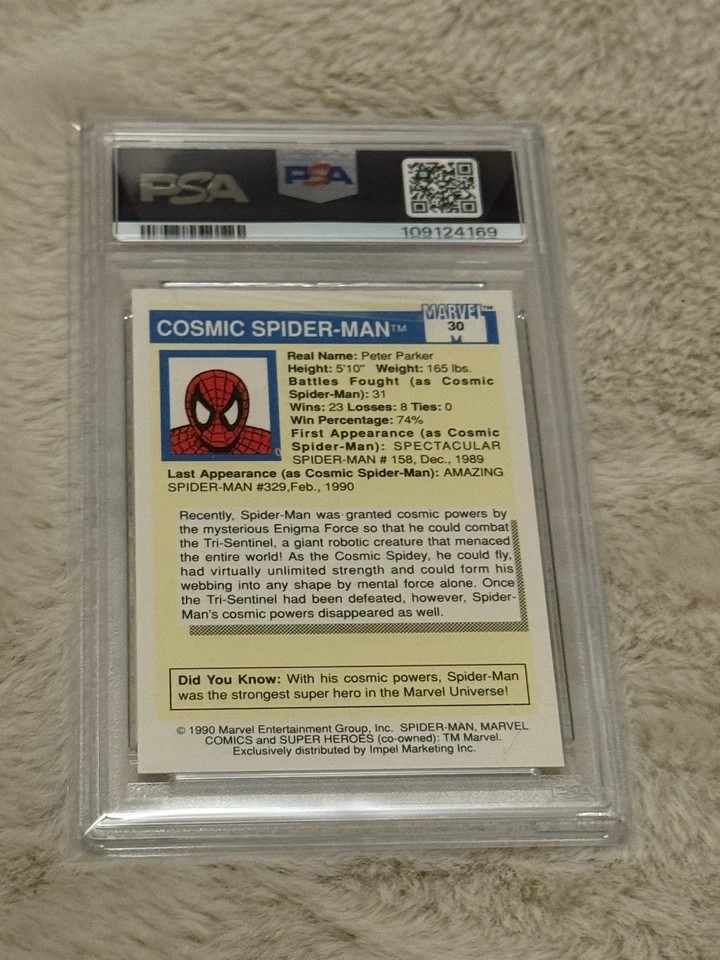 PSA
PSA
109124169
MARVEL™
COSMIC SPIDER-MAN™
30
Real Name: Peter Parker
Height: 5'10" Weight: 165 lbs.
Battles Fought (as Cosmic
Spider-Man): 31
Wins: 23 Losses: 8 Ties: 0
Win Percentage: 74%
First Appearance (as Cosmic
Spider-Man): SPECTACULAR
SPIDER-MAN # 158, Dec., 1989
Last Appearance (as Cosmic Spider-Man): AMAZING
SPIDER-MAN #329,Feb., 1990
Recently, Spider-Man was granted cosmic powers by
the mysterious Enigma Force so that he could combat
the Tri-Sentinel, a giant robotic creature that menaced
the entire world! As the Cosmic Spidey, he could fly,
had virtually unlimited strength and could form his
webbing into any shape by mental force alone. Once
the Tri-Sentinel had been defeated, however, Spider-
Man's cosmic powers disappeared as well.
Did You Know: With his cosmic powers, Spider-Man
was the strongest super hero in the Marvel Universe!
© 1990 Marvel Entertainment Group, Inc. SPIDER-MAN, MARVEL
COMICS and SUPER HEROES (co-owned): TM Marvel.
Exclusively distributed by Impel Marketing Inc.
PSA